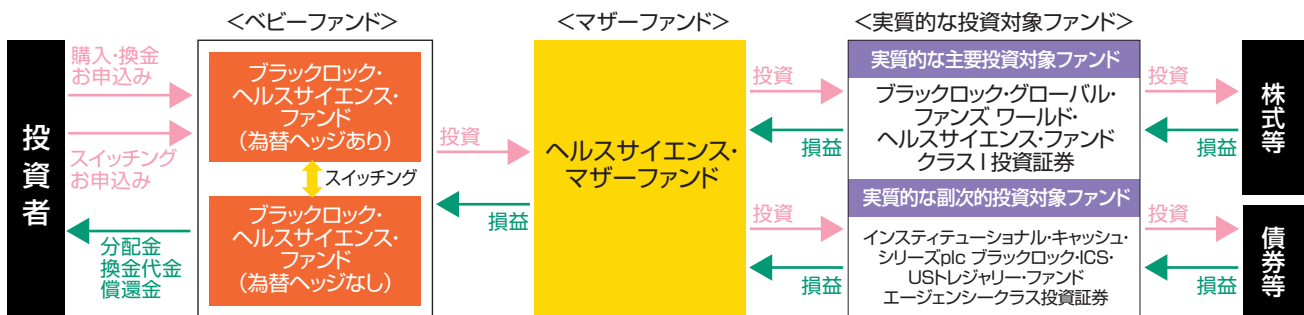 ＜ベビーファンド＞
＜マザーファンド＞
＜実質的な投資対象ファンド＞
投資者
購入・換金
お申込み
スイッチング
お申込み
分配金
換金代金
償還金
ブラックロック・
ヘルスサイエンス・
ファンド
（為替ヘッジあり）
スイッチング
ブラックロック・
ヘルスサイエンス・
ファンド
（為替ヘッジなし）
投資
損益
ヘルスサイエンス・
マザーファンド
投資
損益
投資
損益
実質的な主要投資対象ファンド
ブラックロック・グローバル・
ファンズ ワールド・
ヘルスサイエンス・ファンド
クラスI 投資証券
実質的な副次的投資対象ファンド
インスティテューショナル・キャッシュ・
シリーズplc ブラックロック・ICS・
USトレジャリー・ファンド
エージェンシークラス投資証券
投資
損益
投資
損益
株式等
債券等